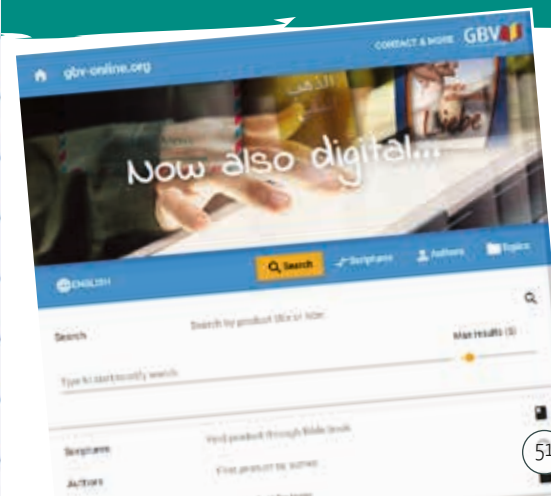 gbv-online.org
CONTACT & MORE GBV
الذهب
Liebe
Now also digital...
ENGLISH Search Scriptures Authors Topics
Search Search by product title or
Max results (5)
Type to start search
Scriptures Find product through Bible book
Authors Find product by author
51